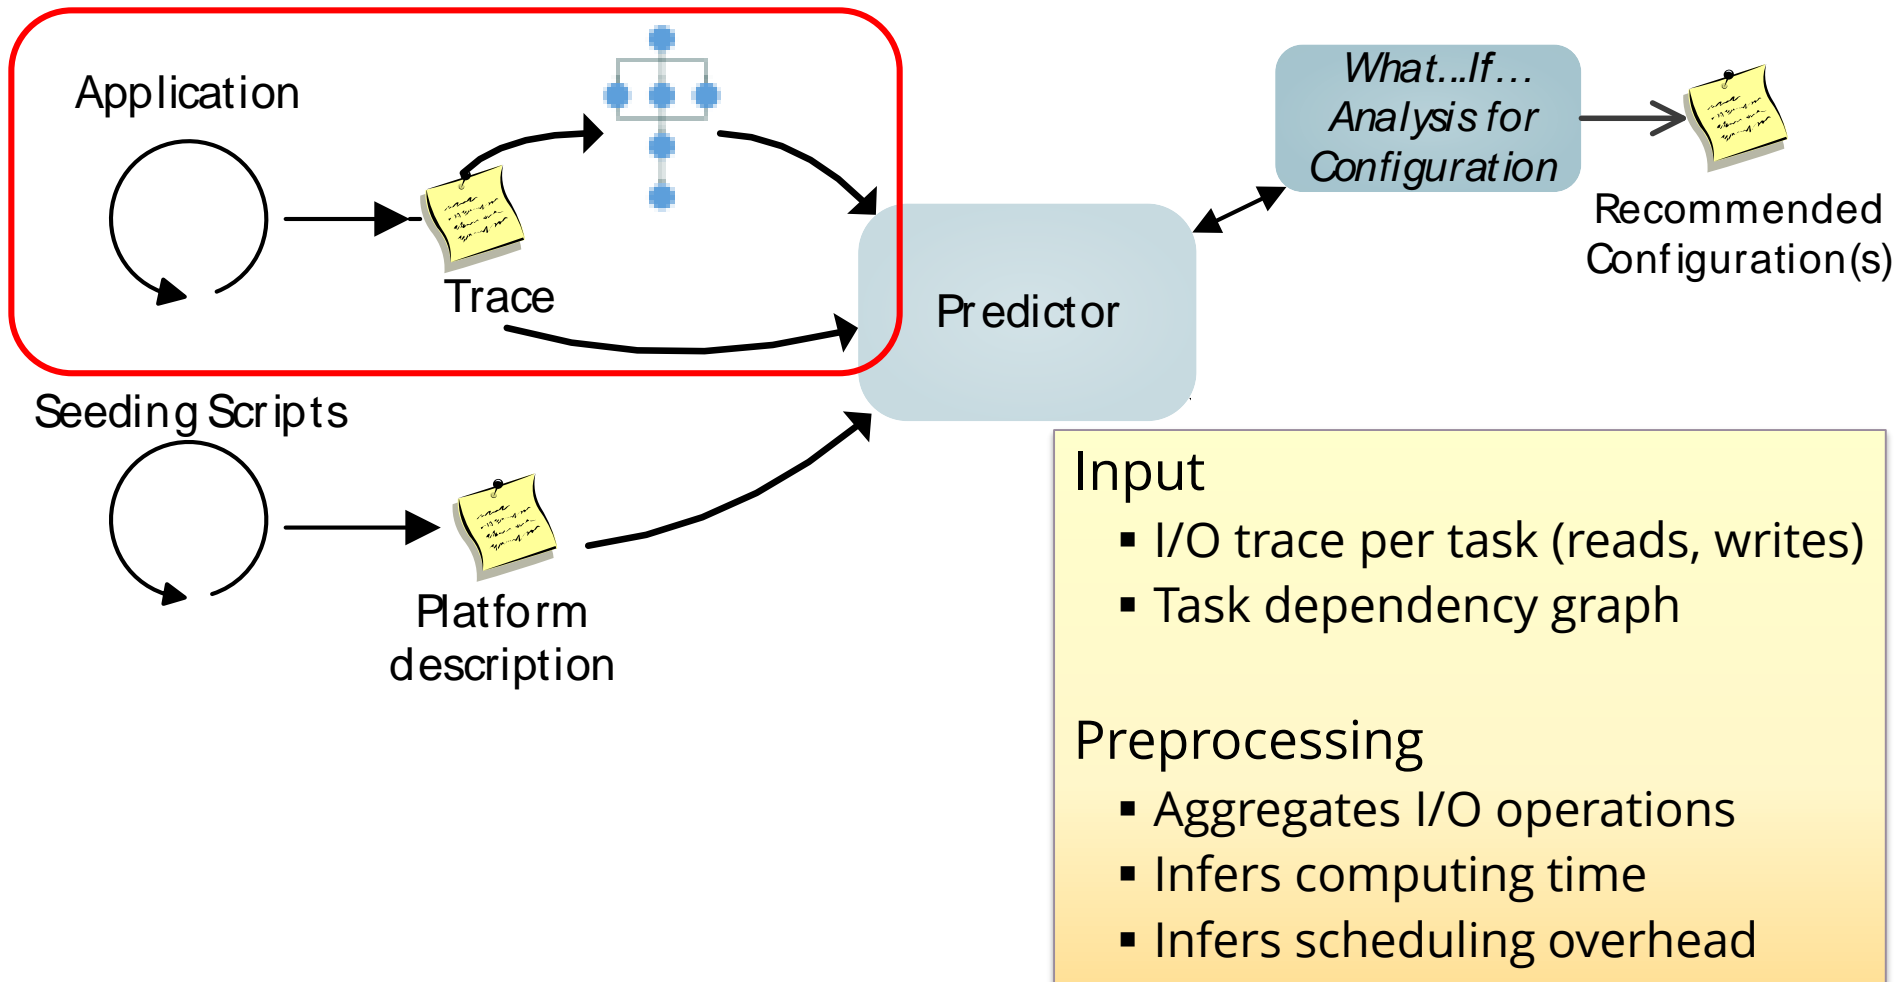 Application
Trace
Seeding Scripts
Platform
description
Predictor
What...If...
Analysis for
Configuration
Recommended
Configuration(s)
Input
▪ I/O trace per task (reads, writes)
▪ Task dependency graph
Preprocessing
▪ Aggregates I/O operations
▪ Infers computing time
▪ Infers scheduling overhead